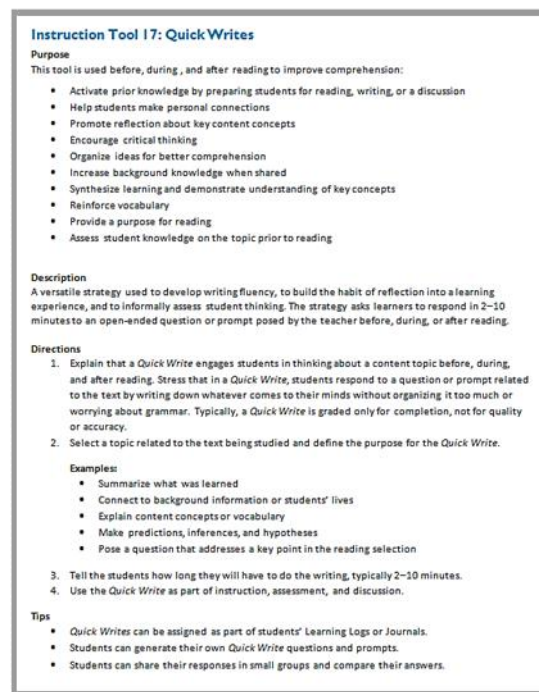 Instruction Tool 17: Quick Writes
Purpose
This tool is used before, during , and after reading to improve comprehension:
▪ Activate prior knowledge by preparing students for reading, writing, or a discussion
▪ Help students make personal connections
▪ Promote reflection about key content concepts
▪ Encourage critical thinking
▪ Organize ideas for better comprehension
▪ Increase background knowledge when shared
▪ Synthesize learning and demonstrate understanding of key concepts
▪ Reinforce vocabulary
▪ Provide a purpose for reading
▪ Assess student knowledge on the topic prior to reading
Description
A versatile strategy used to develop writing fluency, to build the habit of reflection into a learning
experience, and to informally assess student thinking. The strategy asks learners to respond in 2–10
minutes to an open-ended question or prompt posed by the teacher before, during, or after reading.
Directions
1. Explain that a Quick Write engages students in thinking about a content topic before, during,
and after reading. Stress that in a Quick Write, students respond to a question or prompt related
to the text by writing down whatever comes to their minds without organizing it too much or
worrying about grammar. Typically, a Quick Write is graded only for completion, not for quality
or accuracy.
2. Select a topic related to the text being studied and define the purpose for the Quick Write.
Examples:
▪ Summarize what was learned
▪ Connect to background information or students' lives
▪ Explain content concepts or vocabulary
▪ Make predictions, inferences, and hypotheses
▪ Pose a question that addresses a key point in the reading selection
3. Tell the students how long they will have to do the writing, typically 2–10 minutes.
4. Use the Quick Write as part of instruction, assessment, and discussion.
Tips
▪ Quick Writes can be assigned as part of students' Learning Logs or Journals.
▪ Students can generate their own Quick Write questions and prompts.
▪ Students can share their responses in small groups and compare their answers.